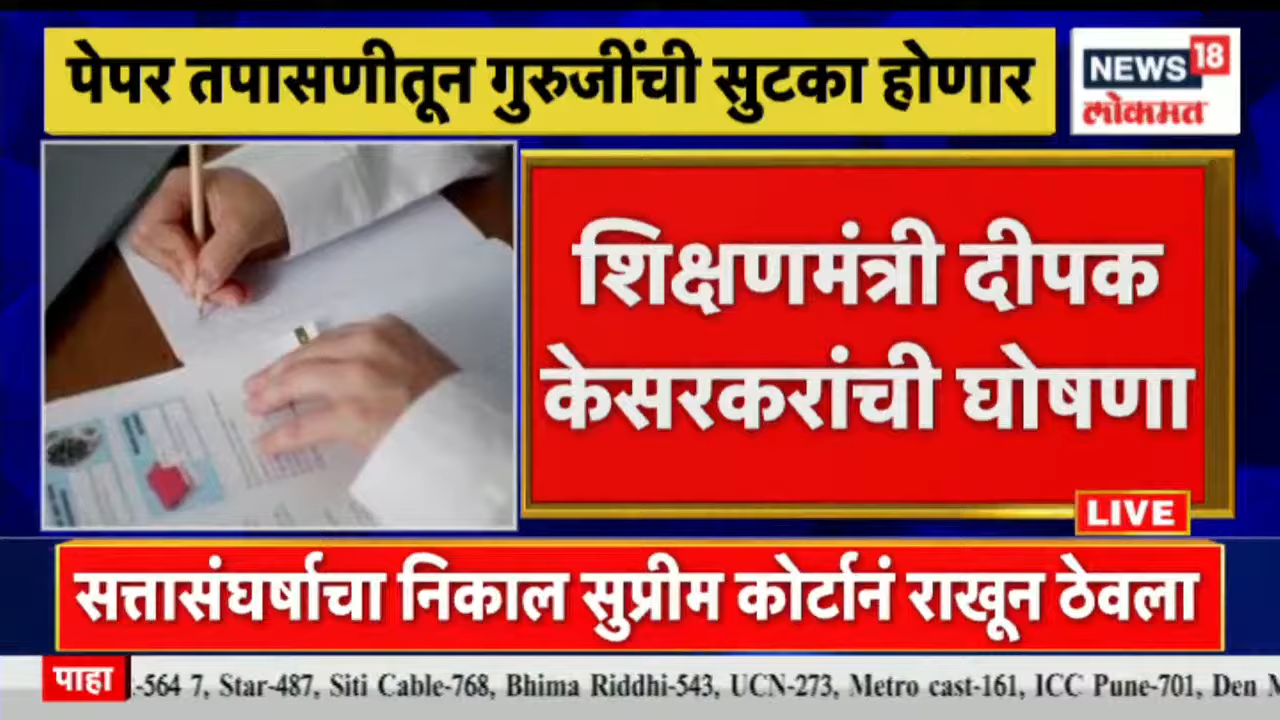 पेपर तपासणीतून गुरुजींची सुटका होणार
NEWS 18
लोकमत
शिक्षणमंत्री दीपक
केसरकरांची घोषणा
LIVE
सत्तासंघर्षाचा निकाल सुप्रीम कोर्टानं राखून ठेवला
पाहा
-564 7, Star-487, Siti Cable-768, Bhima Riddhi-543, UCN-273, Metro cast-161, ICC Pune-701, Den